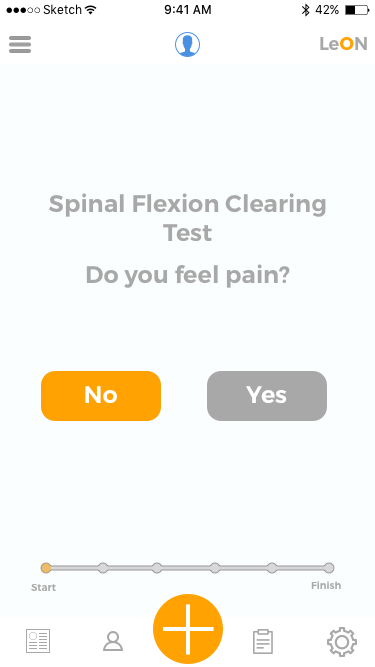 Sketch 9:41 AM 42%
LeON
Spinal Flexion Clearing
Test
Do you feel pain?
No Yes
Start Finish